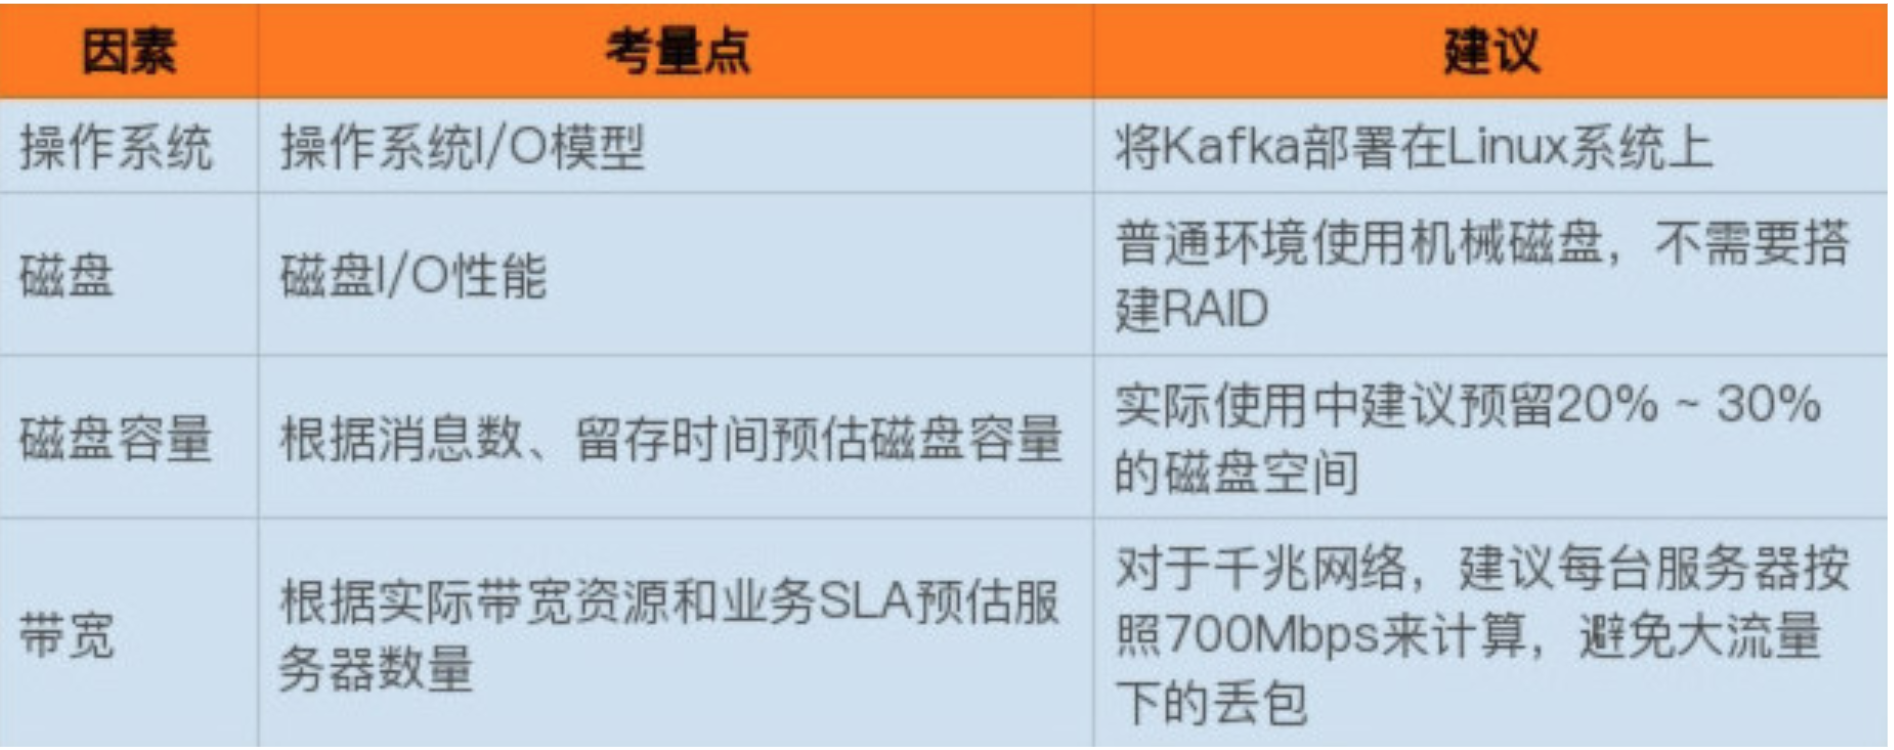 因素 考量点 建议
操作系统 操作系统I/O模型 将Kafka部署在Linux系统上
磁盘 磁盘I/O性能 普通环境使用机械磁盘，不需要搭
建RAID
磁盘容量 根据消息数、留存时间预估磁盘容量 实际使用中建议预留20% ~ 30%
的磁盘空间
带宽 根据实际带宽资源和业务SLA预估服
务器数量
对于千兆网络，建议每台服务器按
照700Mbps来计算，避免大流量
下的丢包